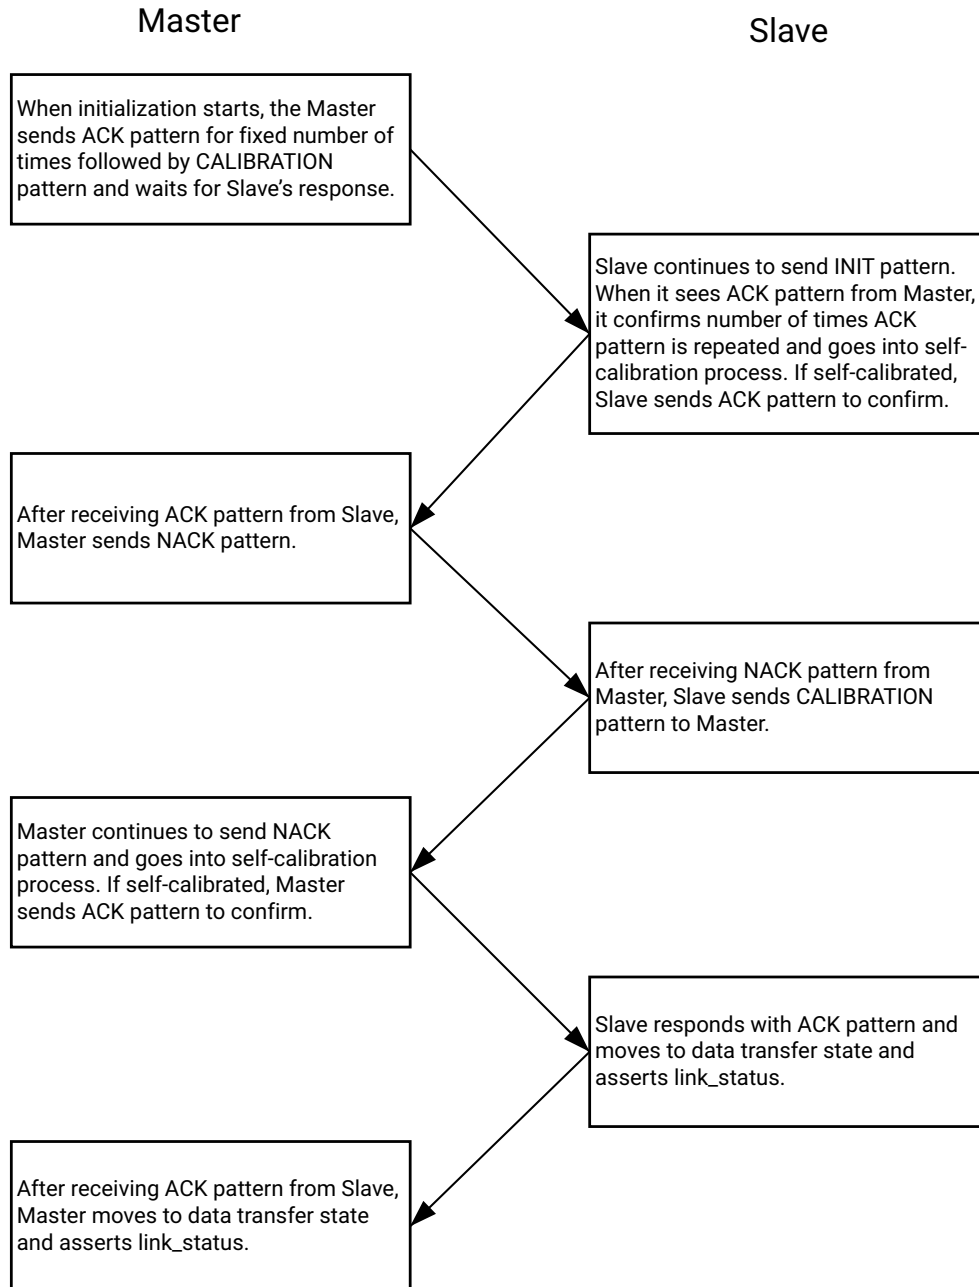 Master
Slave
When initialization starts, the Master
sends ACK pattern for fixed number of
times followed by CALIBRATION
pattern and waits for Slave's response.
Slave continues to send INIT pattern.
When it sees ACK pattern from Master,
it confirms number of times ACK
pattern is repeated and goes into self-
calibration process. If self-calibrated,
Slave sends ACK pattern to confirm.
After receiving ACK pattern from Slave,
Master sends NACK pattern.
After receiving NACK pattern from
Master, Slave sends CALIBRATION
pattern to Master.
Master continues to send NACK
pattern and goes into self-calibration
process. If self-calibrated, Master
sends ACK pattern to confirm.
Slave responds with ACK pattern and
moves to data transfer state and
asserts link_status.
After receiving ACK pattern from Slave,
Master moves to data transfer state
and asserts link_status.